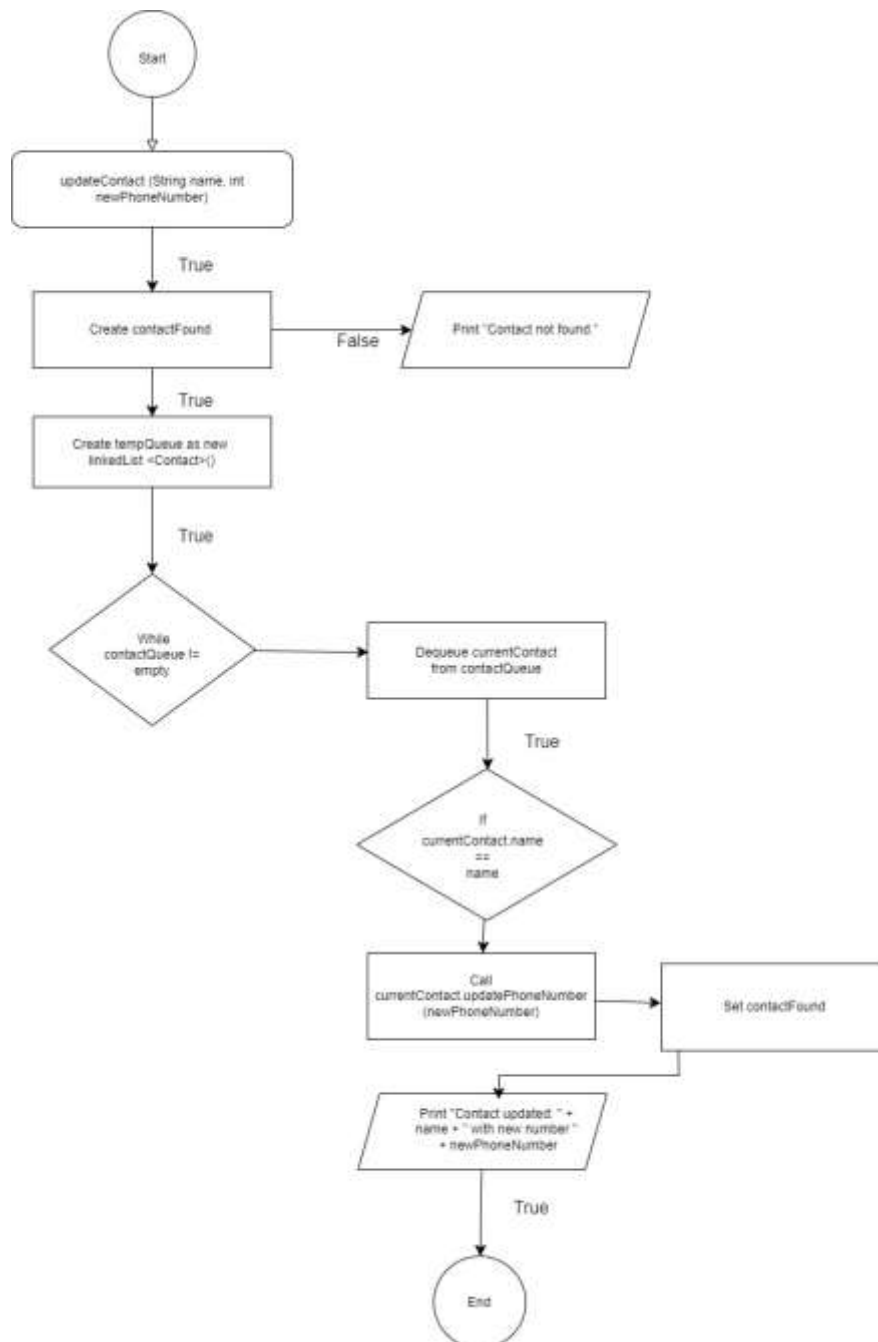 Start
updateContact (String name, int
newPhoneNumber)
True
Create contactFound
False
Print "Contact not found."
True
Create tempQueue as new
linkedList <Contact>()
True
While
contactQueue !=
empty
Dequeue currentContact
from contactQueue
True
If
currentContact.name
==
name
Call
currentContact.updatePhoneNumber
(newPhoneNumber)
Set contactFound
Print "Contact updated: " +
name + " with new number "
+ newPhoneNumber
True
End